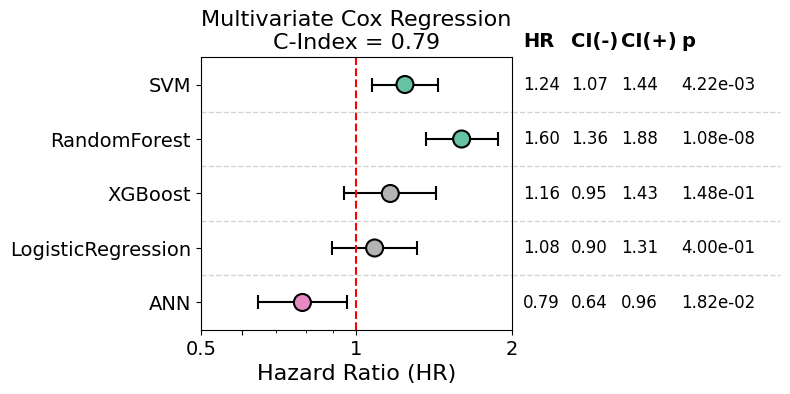 Multivariate Cox Regression
C-Index = 0.79
HR CI(-) CI(+) p
SVM 1.24 1.07 1.44 4.22e-03
RandomForest 1.60 1.36 1.88 1.08e-08
XGBoost 1.16 0.95 1.43 1.48e-01
LogisticRegression 1.08 0.90 1.31 4.00e-01
ANN 0.79 0.64 0.96 1.82e-02
0.5 1 2
Hazard Ratio (HR)